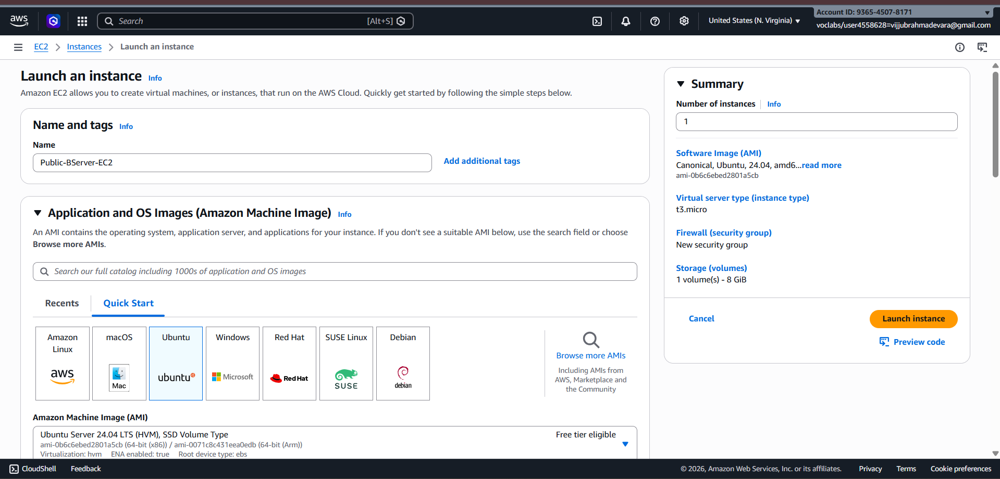 aws
Search
[Alt+S]
United States (N. Virginia)
Account ID: 9365-4507-8171
voclabs/user4558628=vijjubrahmadevara@gmail.com
EC2
Instances
Launch an instance
Launch an instance
Info
Amazon EC2 allows you to create virtual machines, or instances, that run on the AWS Cloud. Quickly get started by following the simple steps below.
Name and tags
Info
Name
Public-BServer-EC2
Add additional tags
Application and OS Images (Amazon Machine Image)
Info
An AMI contains the operating system, application server, and applications for your instance. If you don't see a suitable AMI below, use the search field or choose
Browse more AMIs.
Search our full catalog including 1000s of application and OS images
Recents
Quick Start
Amazon
Linux
aws
macOS
Mac
Ubuntu
ubuntu
Windows
Microsoft
Red Hat
Red Hat
SUSE Linux
SUSE
Debian
debian
Browse more AMIs
Including AMIs from
AWS, Marketplace and
the Community
Amazon Machine Image (AMI)
Ubuntu Server 24.04 LTS (HVM), SSD Volume Type
Free tier eligible
ami-0b6c6ebed2801a5cb (64-bit (x86)) / ami-0071c8c431eea0edb (64-bit (Arm))
Virtualization: hvm ENA enabled: true Root device type: ebs
Summary
Number of instances
Info
1
Software Image (AMI)
Canonical, Ubuntu, 24.04, amd6...read more
ami-0b6c6ebed2801a5cb
Virtual server type (instance type)
t3.micro
Firewall (security group)
New security group
Storage (volumes)
1 volume(s) - 8 GiB
Cancel
Launch instance
Preview code
CloudShell
Feedback
© 2026, Amazon Web Services, Inc. or its affiliates.
Privacy
Terms
Cookie preferences